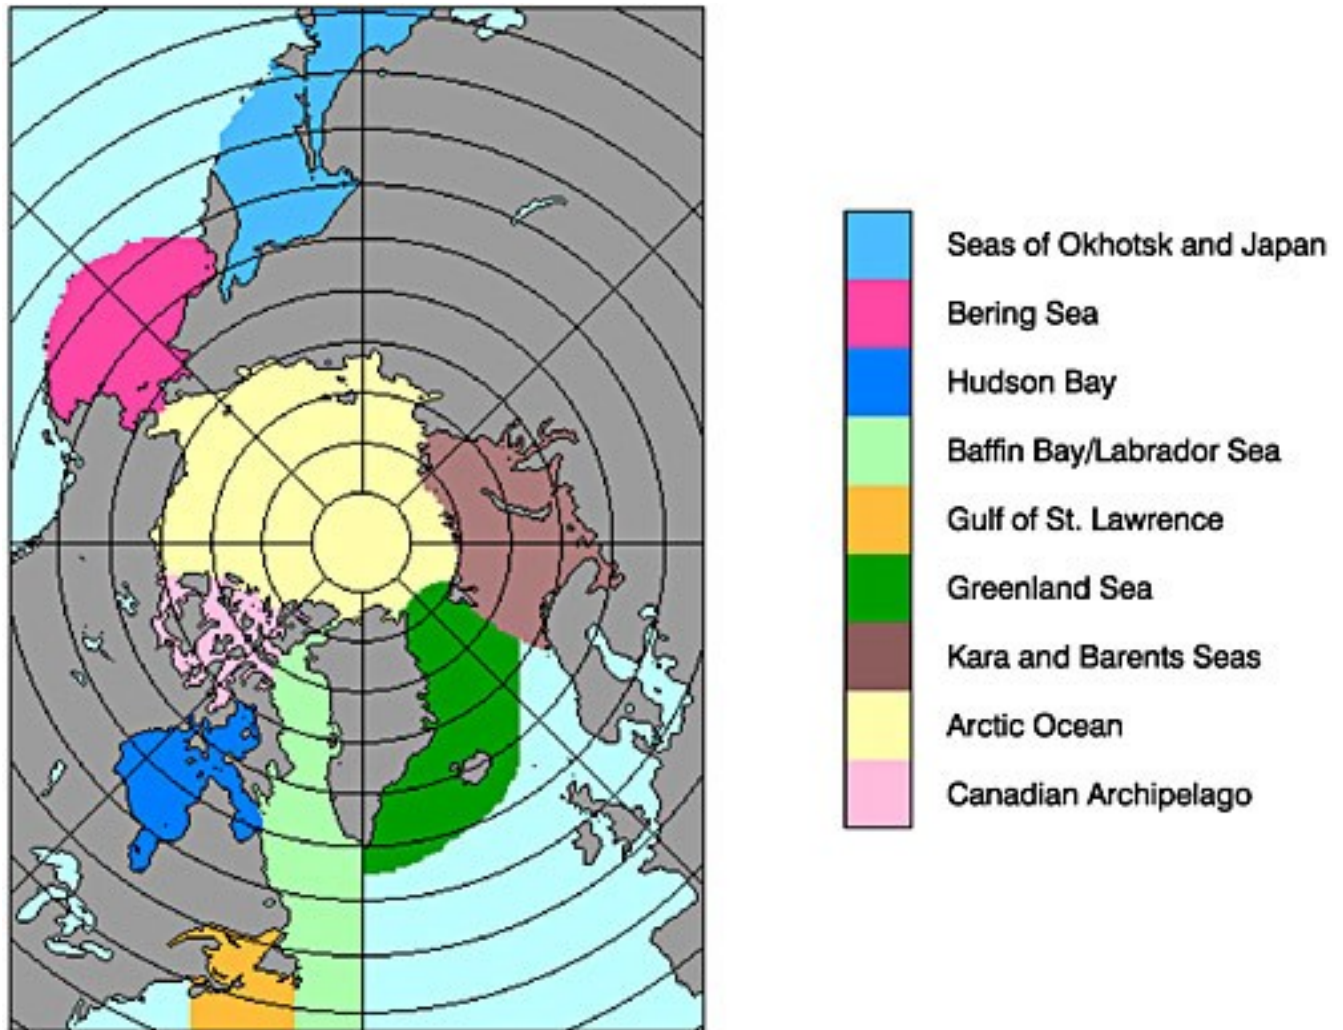 Seas of Okhotsk and Japan
Bering Sea
Hudson Bay
Baffin Bay/Labrador Sea
Gulf of St. Lawrence
Greenland Sea
Kara and Barents Seas
Arctic Ocean
Canadian Archipelago